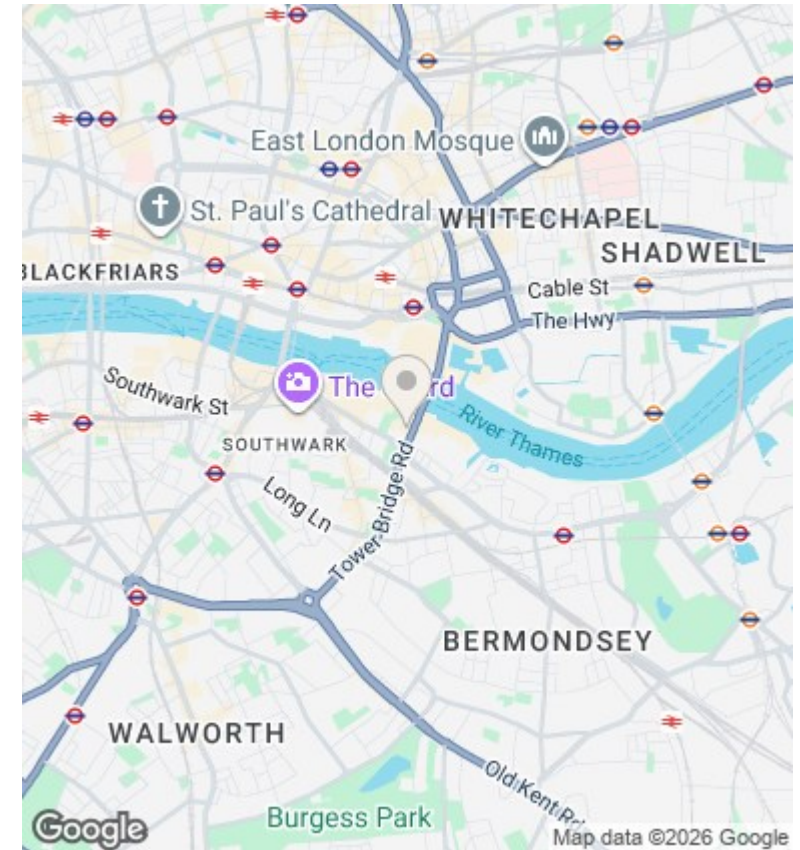 East London Mosque
St. Paul's Cathedral
WHITECHAPEL
SHADWELL
BLACKFRIARS
Cable St
The Hwy
Southwark St
The
rd
River Thames
SOUTHWARK
Long Ln
Tower Bridge Rd
BERMONDSEY
WALWORTH
Old Kent Rd
Burgess Park
Google
Map data ©2026 Google